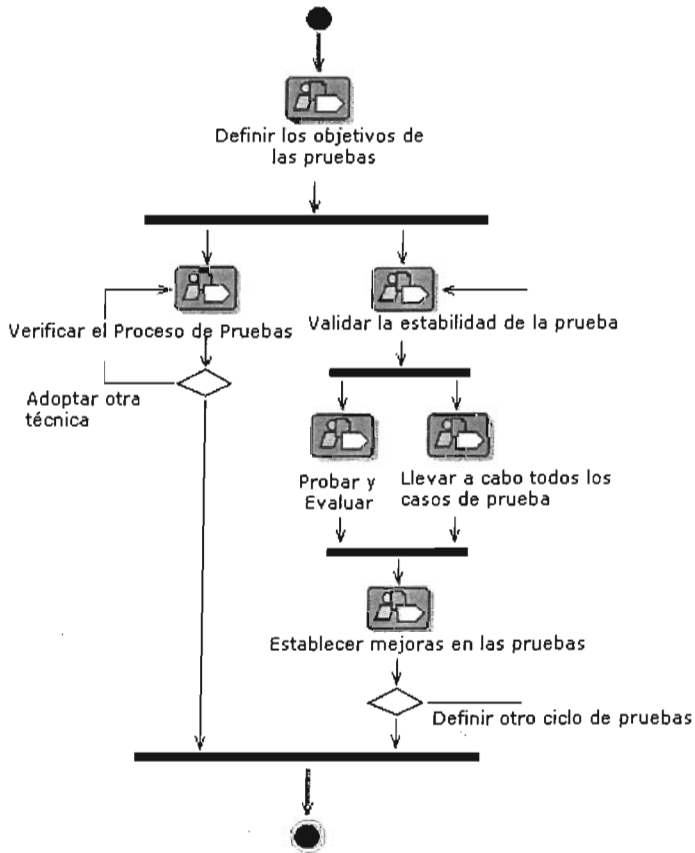 Definir los objetivos de
las pruebas
Verificar el Proceso de Pruebas
Validar la estabilidad de la prueba
Adoptar otra
técnica
Probar y
Evaluar
Llevar a cabo todos los
casos de prueba
Establecer mejoras en las pruebas
Definir otro ciclo de pruebas